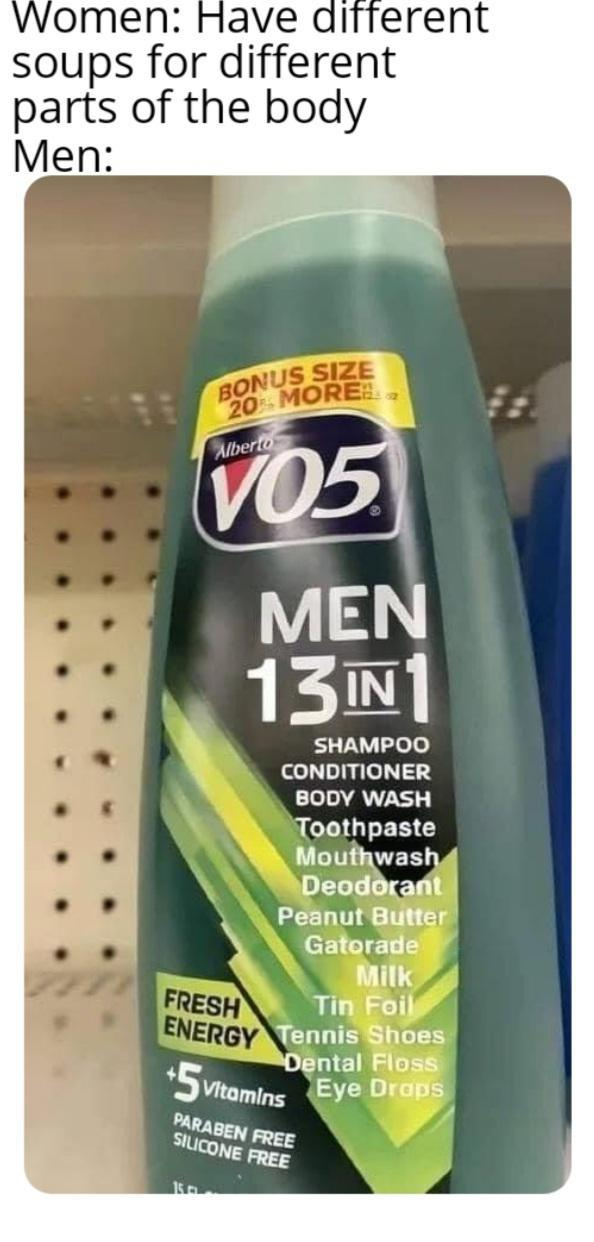 Women: Have different
soups for different
parts of the body
Men:
BONUS SIZE
20% MORE
Alberto
VO5®
MEN
13 IN 1
SHAMPOO
CONDITIONER
BODY WASH
Toothpaste
Mouthwash
Deodorant
Peanut Butter
Gatorade
Milk
Tin Foil
Tennis Shoes
Dental Floss
Eye Drops
FRESH
ENERGY
+5 Vitamins
PARABEN FREE
SILICONE FREE